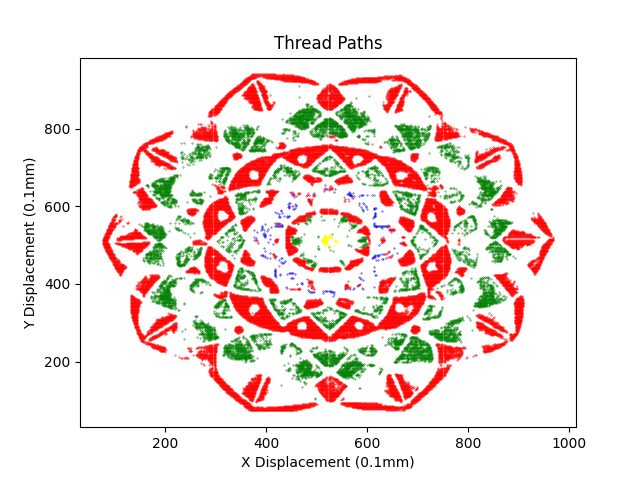 Thread Paths
Y Displacement (0.1mm)
800
600
400
200
200 400 600 800 1000
X Displacement (0.1mm)